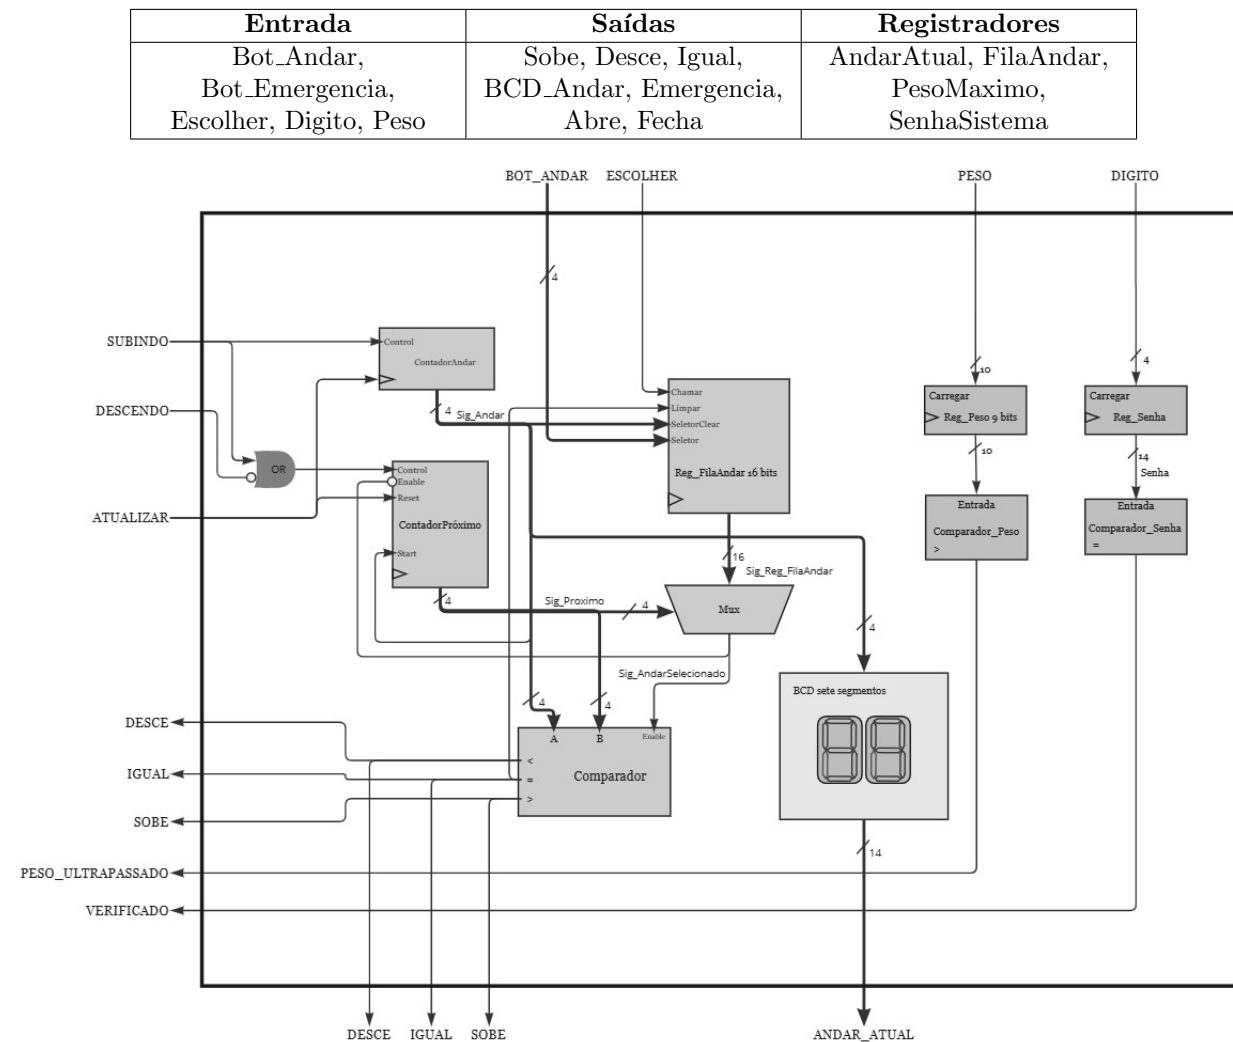 Entrada Saídas Registradores
Bot_Andar, Sobe, Desce, Igual, AndarAtual, FilaAndar,
Bot_Emergencia, BCD_Andar, Emergencia, PesoMaximo,
Escolher, Digito, Peso Abre, Fecha SenhaSistema
BOT_ANDAR ESCOLHER PESO DIGITO
4
SUBINDO
Control
ContadorAndar
10
4
Chamar
Limpar
SeletorClear
Seletor
Reg_FilaAndar 16 bits
Carregar
Reg_Peso 9 bits
Carregar
Reg_Senha
DESCENDO
4
Sig_Andar
OR
10
14
Senha
Control
Enable
Reset
ContadorPróximo
Start
ATUALIZAR
Entrada
Comparador_Peso
>
Entrada
Comparador_Senha
=
16
Sig_Reg_FilaAndar
4
Sig_Proximo
4
Mux
4
Sig_AndarSelecionado
4
4
BCD sete segmentos
DESCE
A B Enable
<
IGUAL
=
Comparador
>
SOBE
14
PESO_ULTRAPASSADO
VERIFICADO
DESCE IGUAL SOBE ANDAR_ATUAL